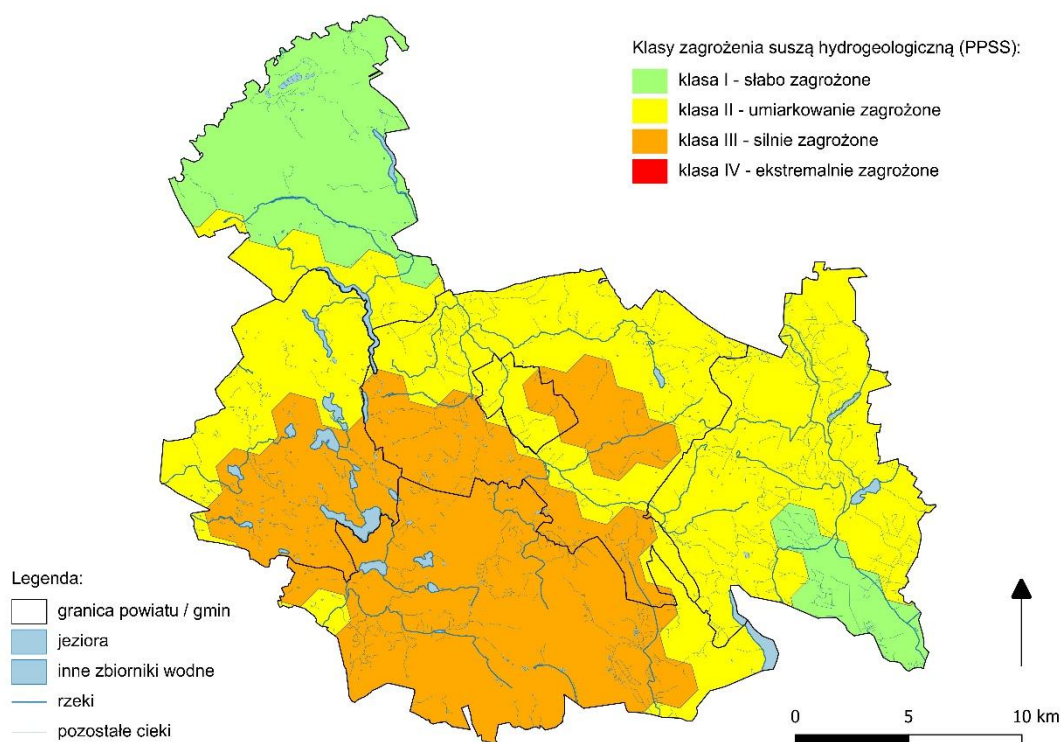 Klasy zagrożenia suszą hydrogeologiczną (PPSS):
klasa I - słabo zagrożone
klasa II - umiarkowanie zagrożone
klasa III - silnie zagrożone
klasa IV - ekstremalnie zagrożone
Legenda:
granica powiatu / gmin
jeziora
inne zbiorniki wodne
rzeki
pozostałe cieki
0 5 10 km